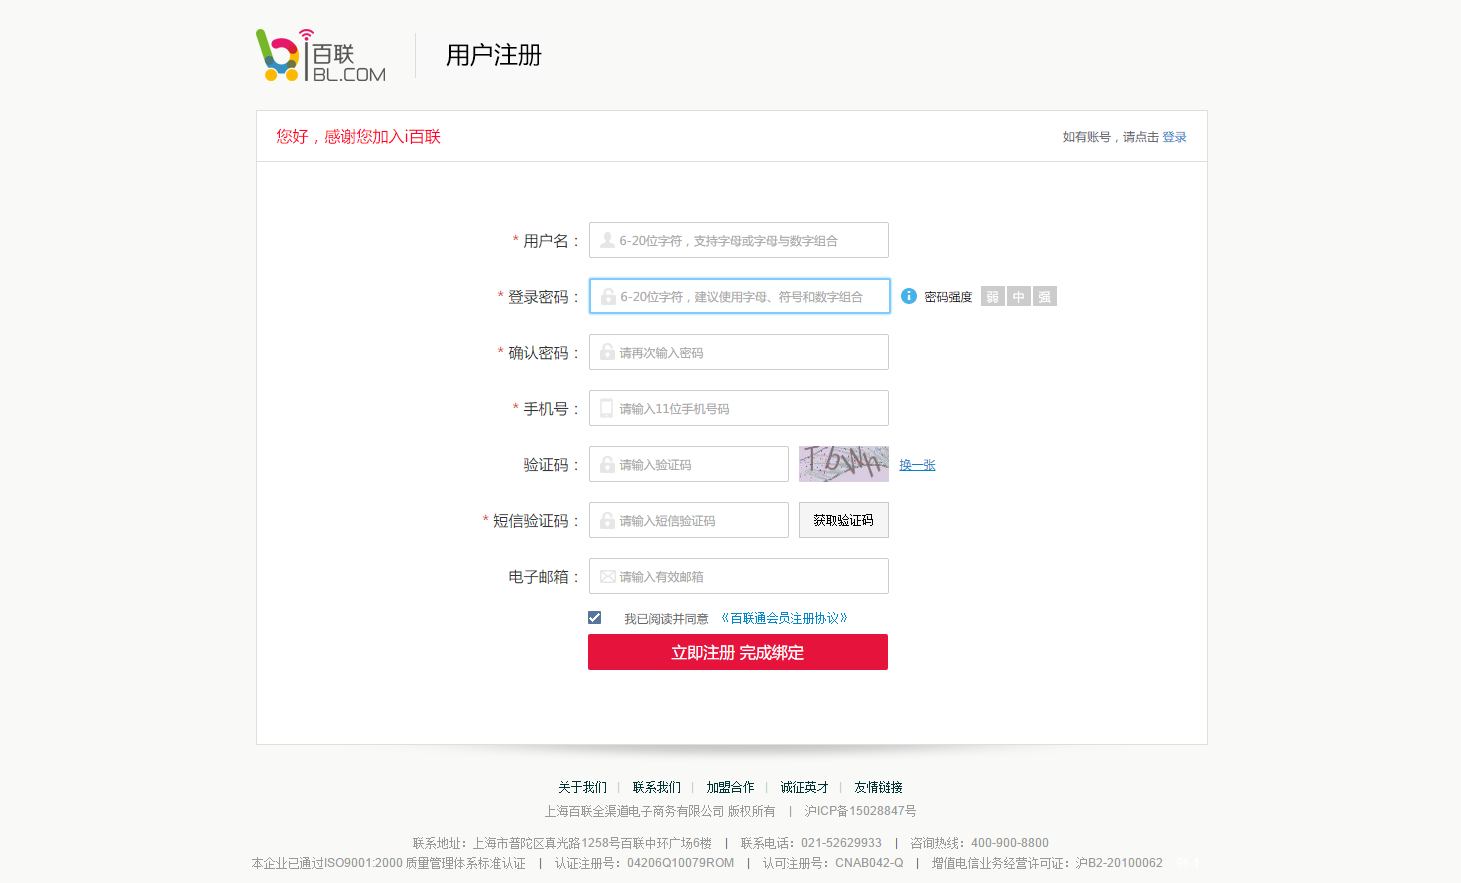 百联
BL.COM
用户注册
您好，感谢您加入i百联
如有账号，请点击 登录
* 用户名： 6-20位字符，支持字母或字母与数字组合
* 登录密码： 6-20位字符，建议使用字母、符号和数字组合 密码强度 弱 中 强
* 确认密码： 请再次输入密码
* 手机号： 请输入11位手机号码
验证码： 请输入验证码 换一张
* 短信验证码： 请输入短信验证码 获取验证码
电子邮箱： 请输入有效邮箱
我已阅读并同意 《百联通会员注册协议》
立即注册 完成绑定
关于我们 | 联系我们 | 加盟合作 | 诚征英才 | 友情链接
上海百联全渠道电子商务有限公司 版权所有 | 沪ICP备15028847号
联系地址：上海市普陀区真光路1258号百联中环广场6楼 | 联系电话：021-52629933 | 咨询热线：400-900-8800
本企业已通过ISO9001:2000 质量管理体系标准认证 | 认证注册号：04206Q10079ROM | 认可注册号：CNAB042-Q | 增值电信业务经营许可证：沪B2-20100062